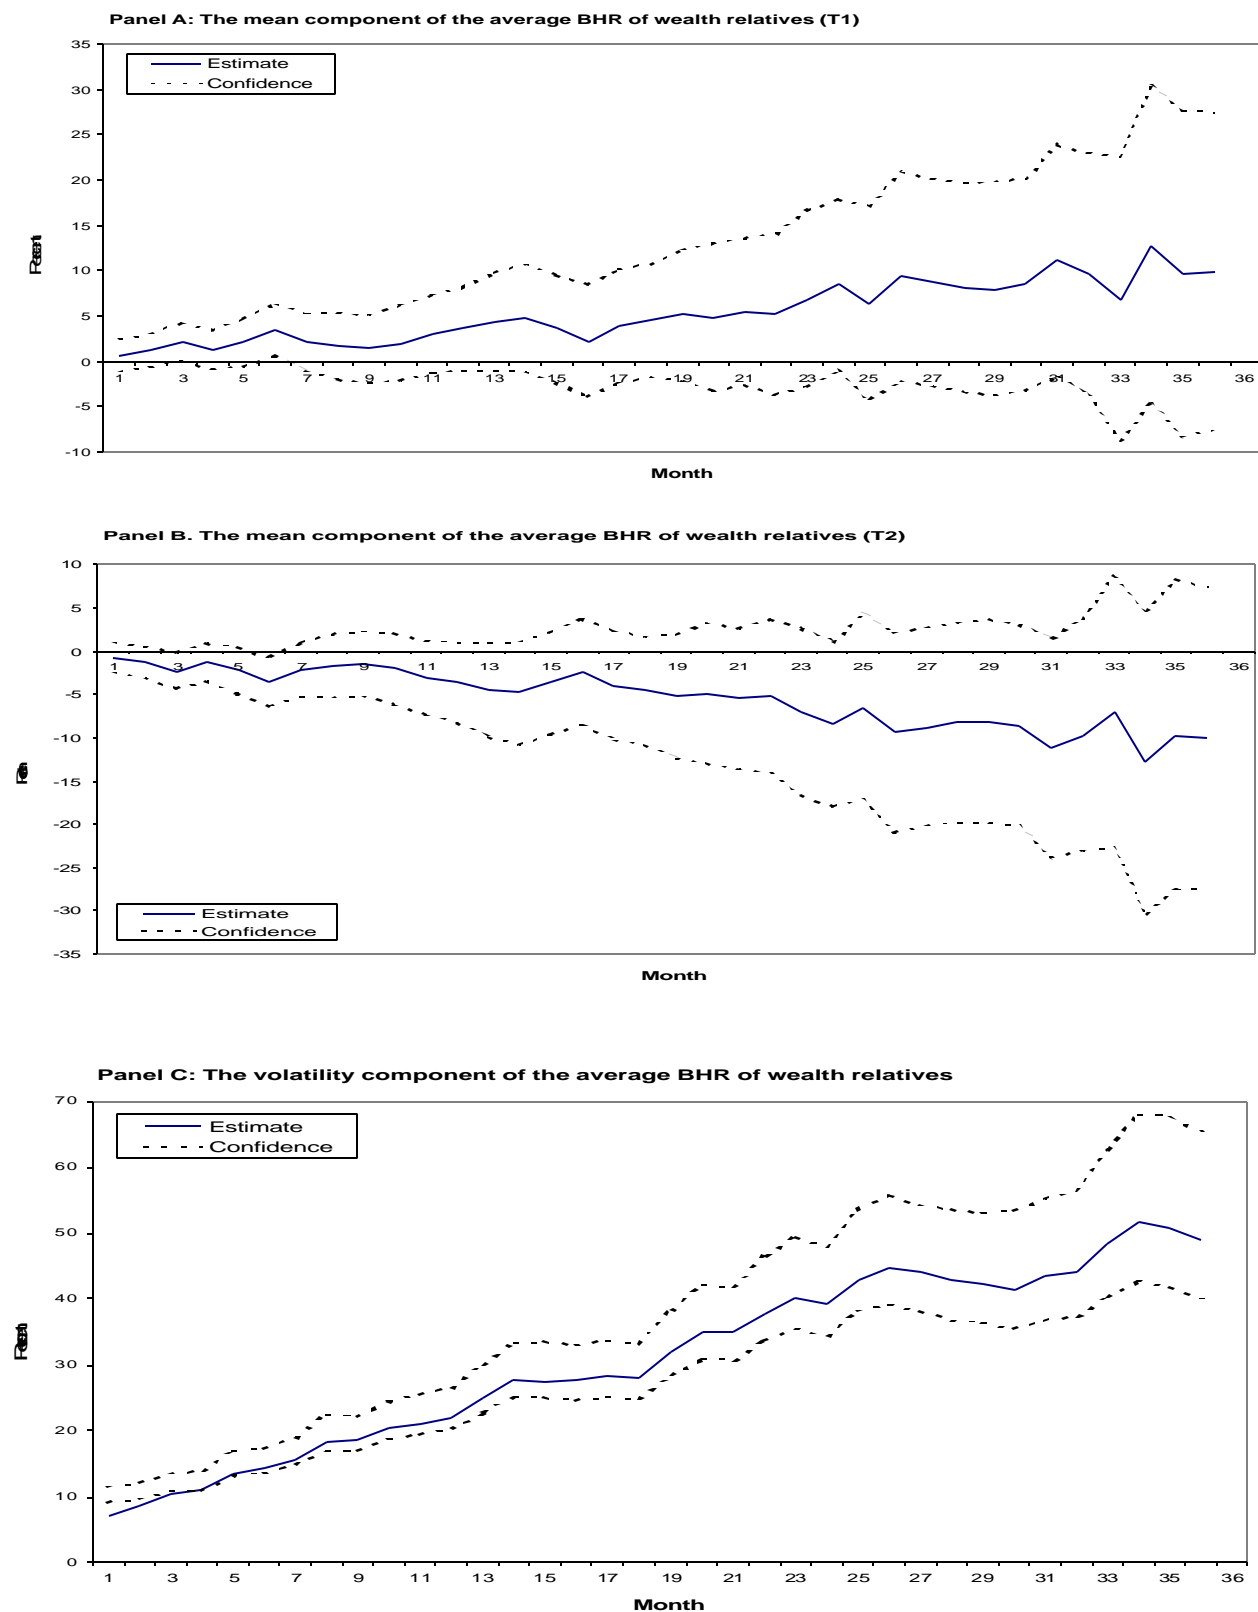 Panel A: The mean component of the average BHR of wealth relatives (T1)
35
Estimate
Confidence
30
25
20
15
10
5
0
1 3 5 7 9 11 13 15 17 19 21 23 25 27 29 31 33 35 36
-5
-10
Month
Panel B. The mean component of the average BHR of wealth relatives (T2)
10
5
0
1 3 5 7 9 11 13 15 17 19 21 23 25 27 29 31 33 35 36
-5
-10
-15
-20
-25
-30
Estimate
Confidence
-35
Month
Panel C: The volatility component of the average BHR of wealth relatives
70
Estimate
Confidence
60
50
40
30
20
10
0
1 3 5 7 9 11 13 15 17 19 21 23 25 27 29 31 33 35 36
Month